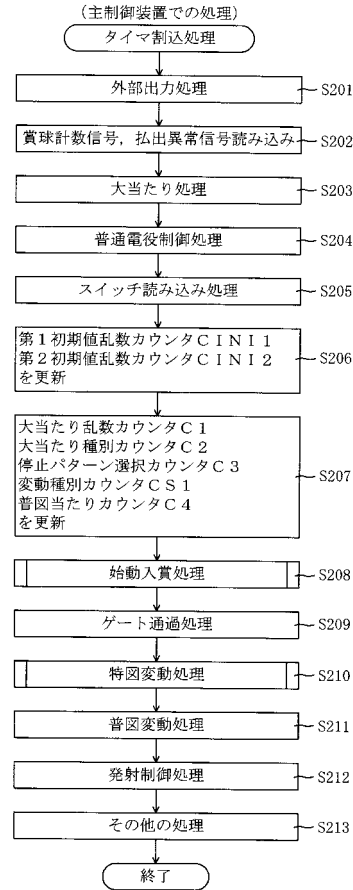 (主制御装置での処理)
タイマ割込処理
外部出力処理
S201
賞球計数信号，払出異常信号読み込み
S202
大当たり処理
S203
普通電役制御処理
S204
スイッチ読み込み処理
S205
第１初期値乱数カウンタＣＩＮＩ１
第２初期値乱数カウンタＣＩＮＩ２
を更新
S206
大当たり乱数カウンタＣ１
大当たり種別カウンタＣ２
停止パターン選択カウンタＣ３
変動種別カウンタＣＳ１
普図当たりカウンタＣ４
を更新
S207
始動入賞処理
S208
ゲート通過処理
S209
特図変動処理
S210
普図変動処理
S211
発射制御処理
S212
その他の処理
S213
終了